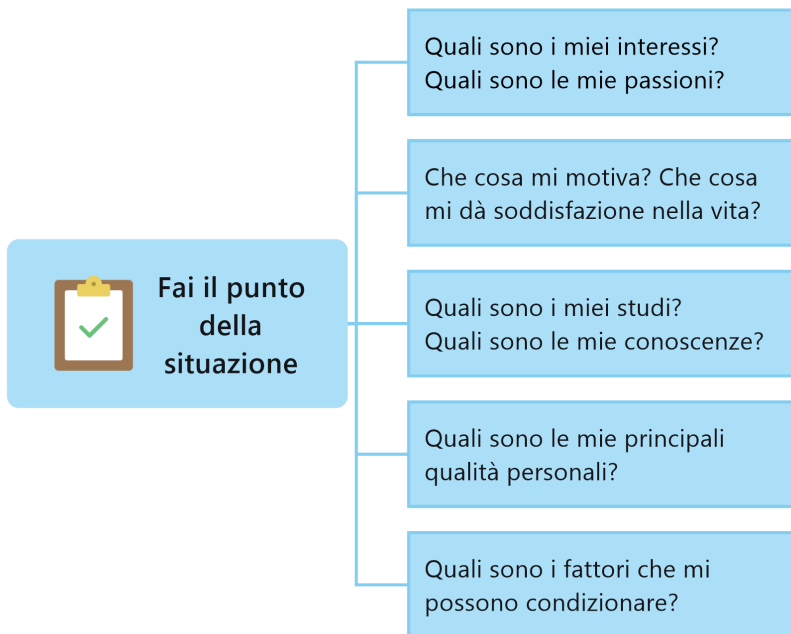 Fai il punto
della
situazione
Quali sono i miei interessi?
Quali sono le mie passioni?
Che cosa mi motiva? Che cosa
mi dà soddisfazione nella vita?
Quali sono i miei studi?
Quali sono le mie conoscenze?
Quali sono le mie principali
qualità personali?
Quali sono i fattori che mi
possono condizionare?